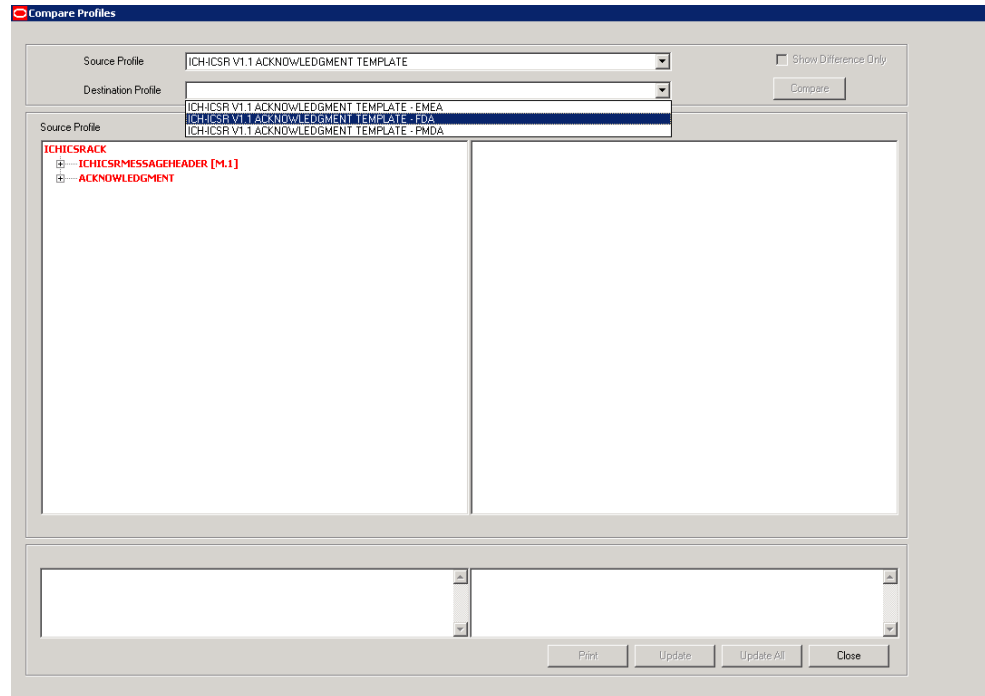 Compare Profiles
Source Profile
ICH-ICSR V1.1 ACKNOWLEDGMENT TEMPLATE
Show Difference Only
Destination Profile
Compare
ICH-ICSR V1.1 ACKNOWLEDGMENT TEMPLATE - EMEA
ICH-ICSR V1.1 ACKNOWLEDGMENT TEMPLATE - FDA
ICH-ICSR V1.1 ACKNOWLEDGMENT TEMPLATE - PMDA
Source Profile
ICHICSRACK
ICHICSRMESSAGEHEADER [M.1]
ACKNOWLEDGMENT
Print
Update
Update All
Close